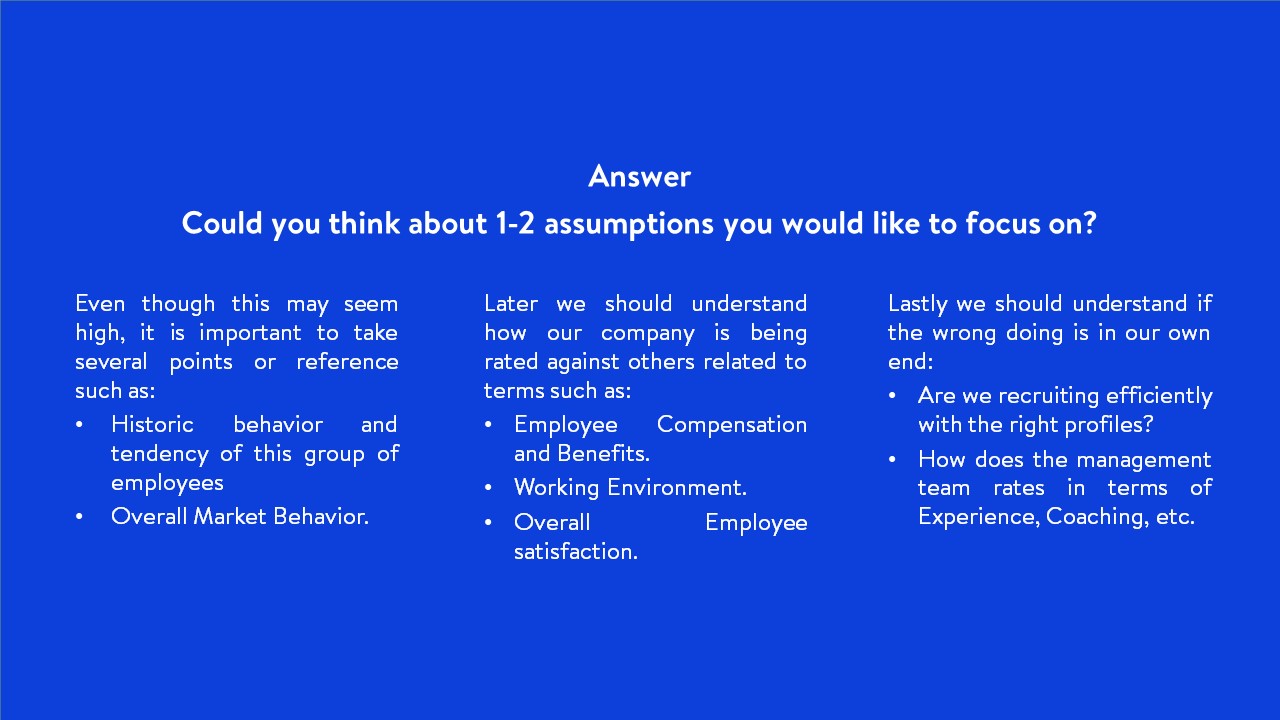 Answer
Could you think about 1-2 assumptions you would like to focus on?
Even though this may seem
high, it is important to take
several points or reference
such as:
• Historic behavior and
tendency of this group of
employees
• Overall Market Behavior.
Later we should understand
how our company is being
rated against others related to
terms such as:
• Employee Compensation
and Benefits.
• Working Environment.
• Overall Employee
satisfaction.
Lastly we should understand if
the wrong doing is in our own
end:
• Are we recruiting efficiently
with the right profiles?
• How does the management
team rates in terms of
Experience, Coaching, etc.